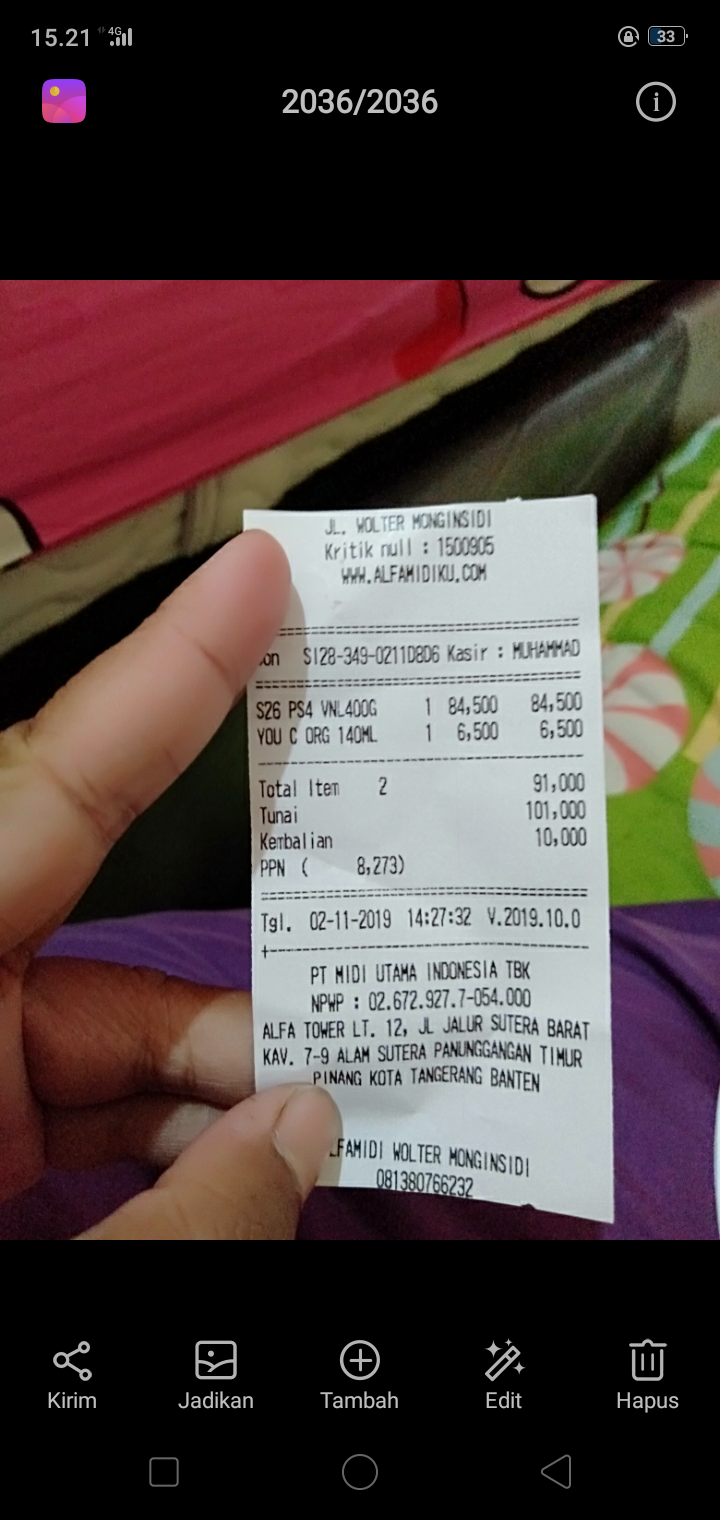 15.21 4G 33
2036/2036
JL. WOLTER MONGINSIDI
Kritik null : 1500905
WWW.ALFAMIDIKU.COM
SI28-349-0211D8D6 Kasir : MUHAMMAD
S26 PS4 VNL400G 1 84,500 84,500
YOU C ORG 140ML 1 6,500 6,500
Total Item 2 91,000
Tunai 101,000
Kembalian 10,000
PPN ( 8,273)
Tgl. 02-11-2019 14:27:32 V.2019.10.0
PT MIDI UTAMA INDONESIA TBK
NPWP : 02.672.927.7-054.000
ALFA TOWER LT. 12, JL JALUR SUTERA BARAT
KAV. 7-9 ALAM SUTERA PANUNGGANGAN TIMUR
PINANG KOTA TANGERANG BANTEN
LFAMIDI WOLTER MONGINSIDI
081380766232
Kirim Jadikan Tambah Edit Hapus